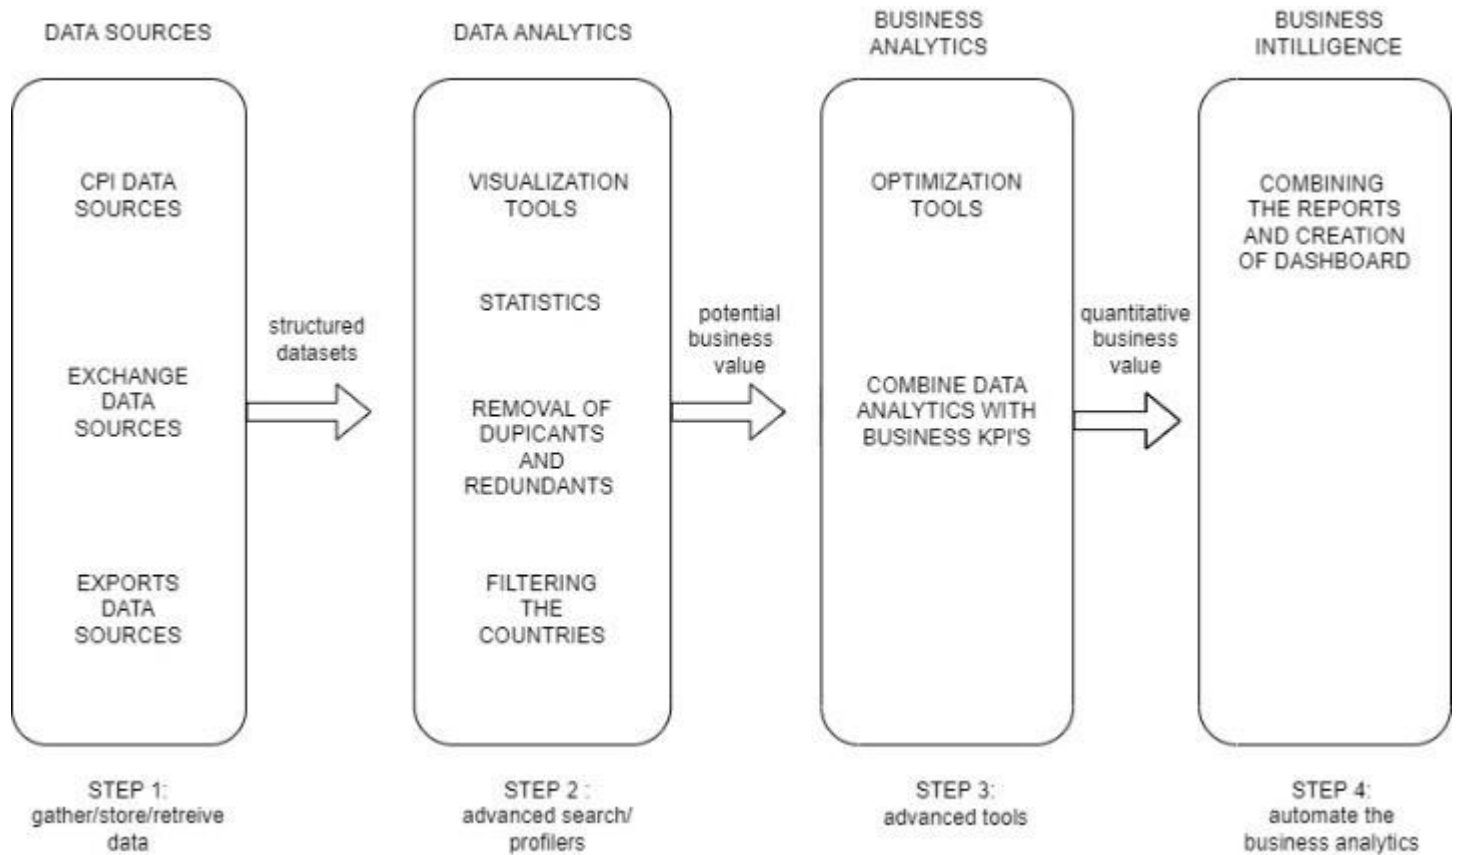 DATA SOURCES
CPI DATA
SOURCES
EXCHANGE
DATA
SOURCES
EXPORTS
DATA
SOURCES
STEP 1:
gather/store/retreive
data
structured
datasets
DATA ANALYTICS
VISUALIZATION
TOOLS
STATISTICS
REMOVAL OF
DUPICANTS
AND
REDUNDANTS
FILTERING
THE
COUNTRIES
STEP 2 :
advanced search/
profilers
potential
business
value
BUSINESS
ANALYTICS
OPTIMIZATION
TOOLS
COMBINE DATA
ANALYTICS WITH
BUSINESS KPI'S
STEP 3:
advanced tools
quantitative
business
value
BUSINESS
INTILLIGENCE
COMBINING
THE REPORTS
AND CREATION
OF DASHBOARD
STEP 4:
automate the
business analytics